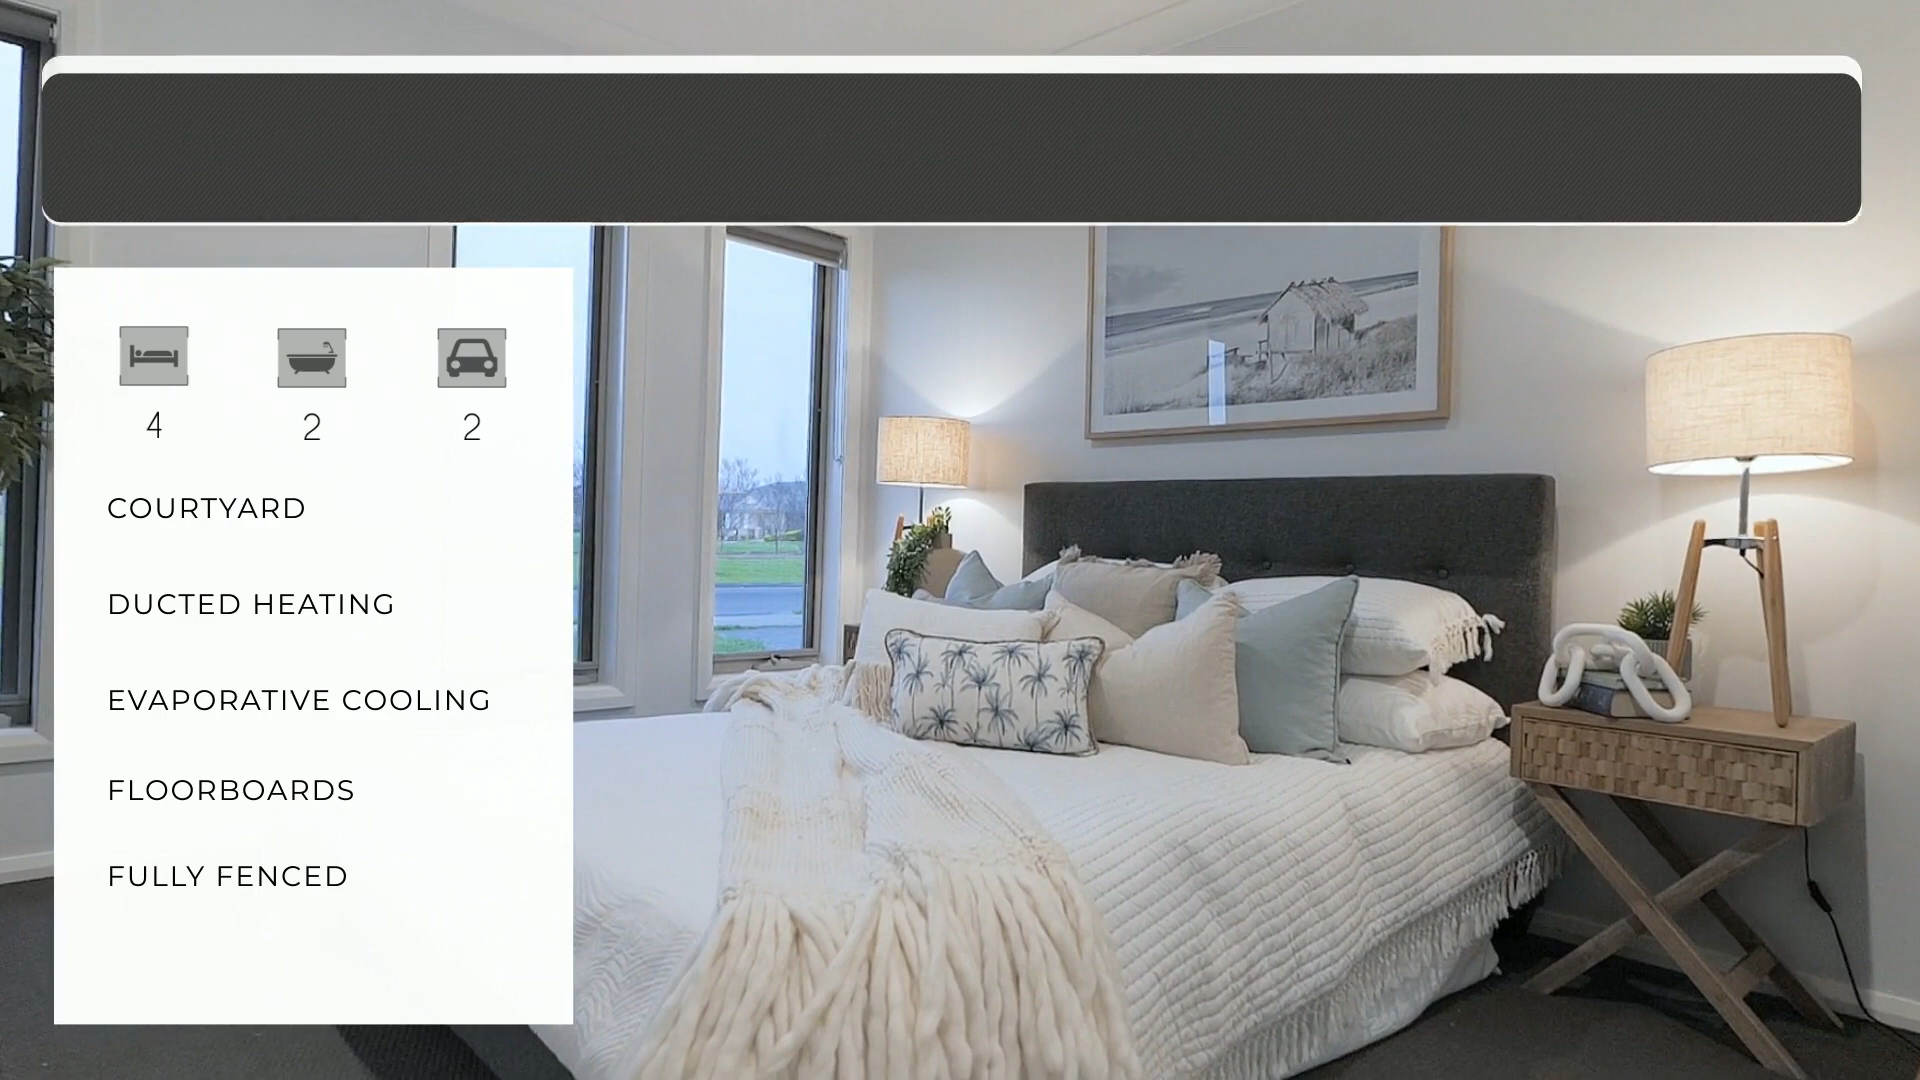 4 2 2
COURTYARD
DUCTED HEATING
EVAPORATIVE COOLING
FLOORBOARDS
FULLY FENCED